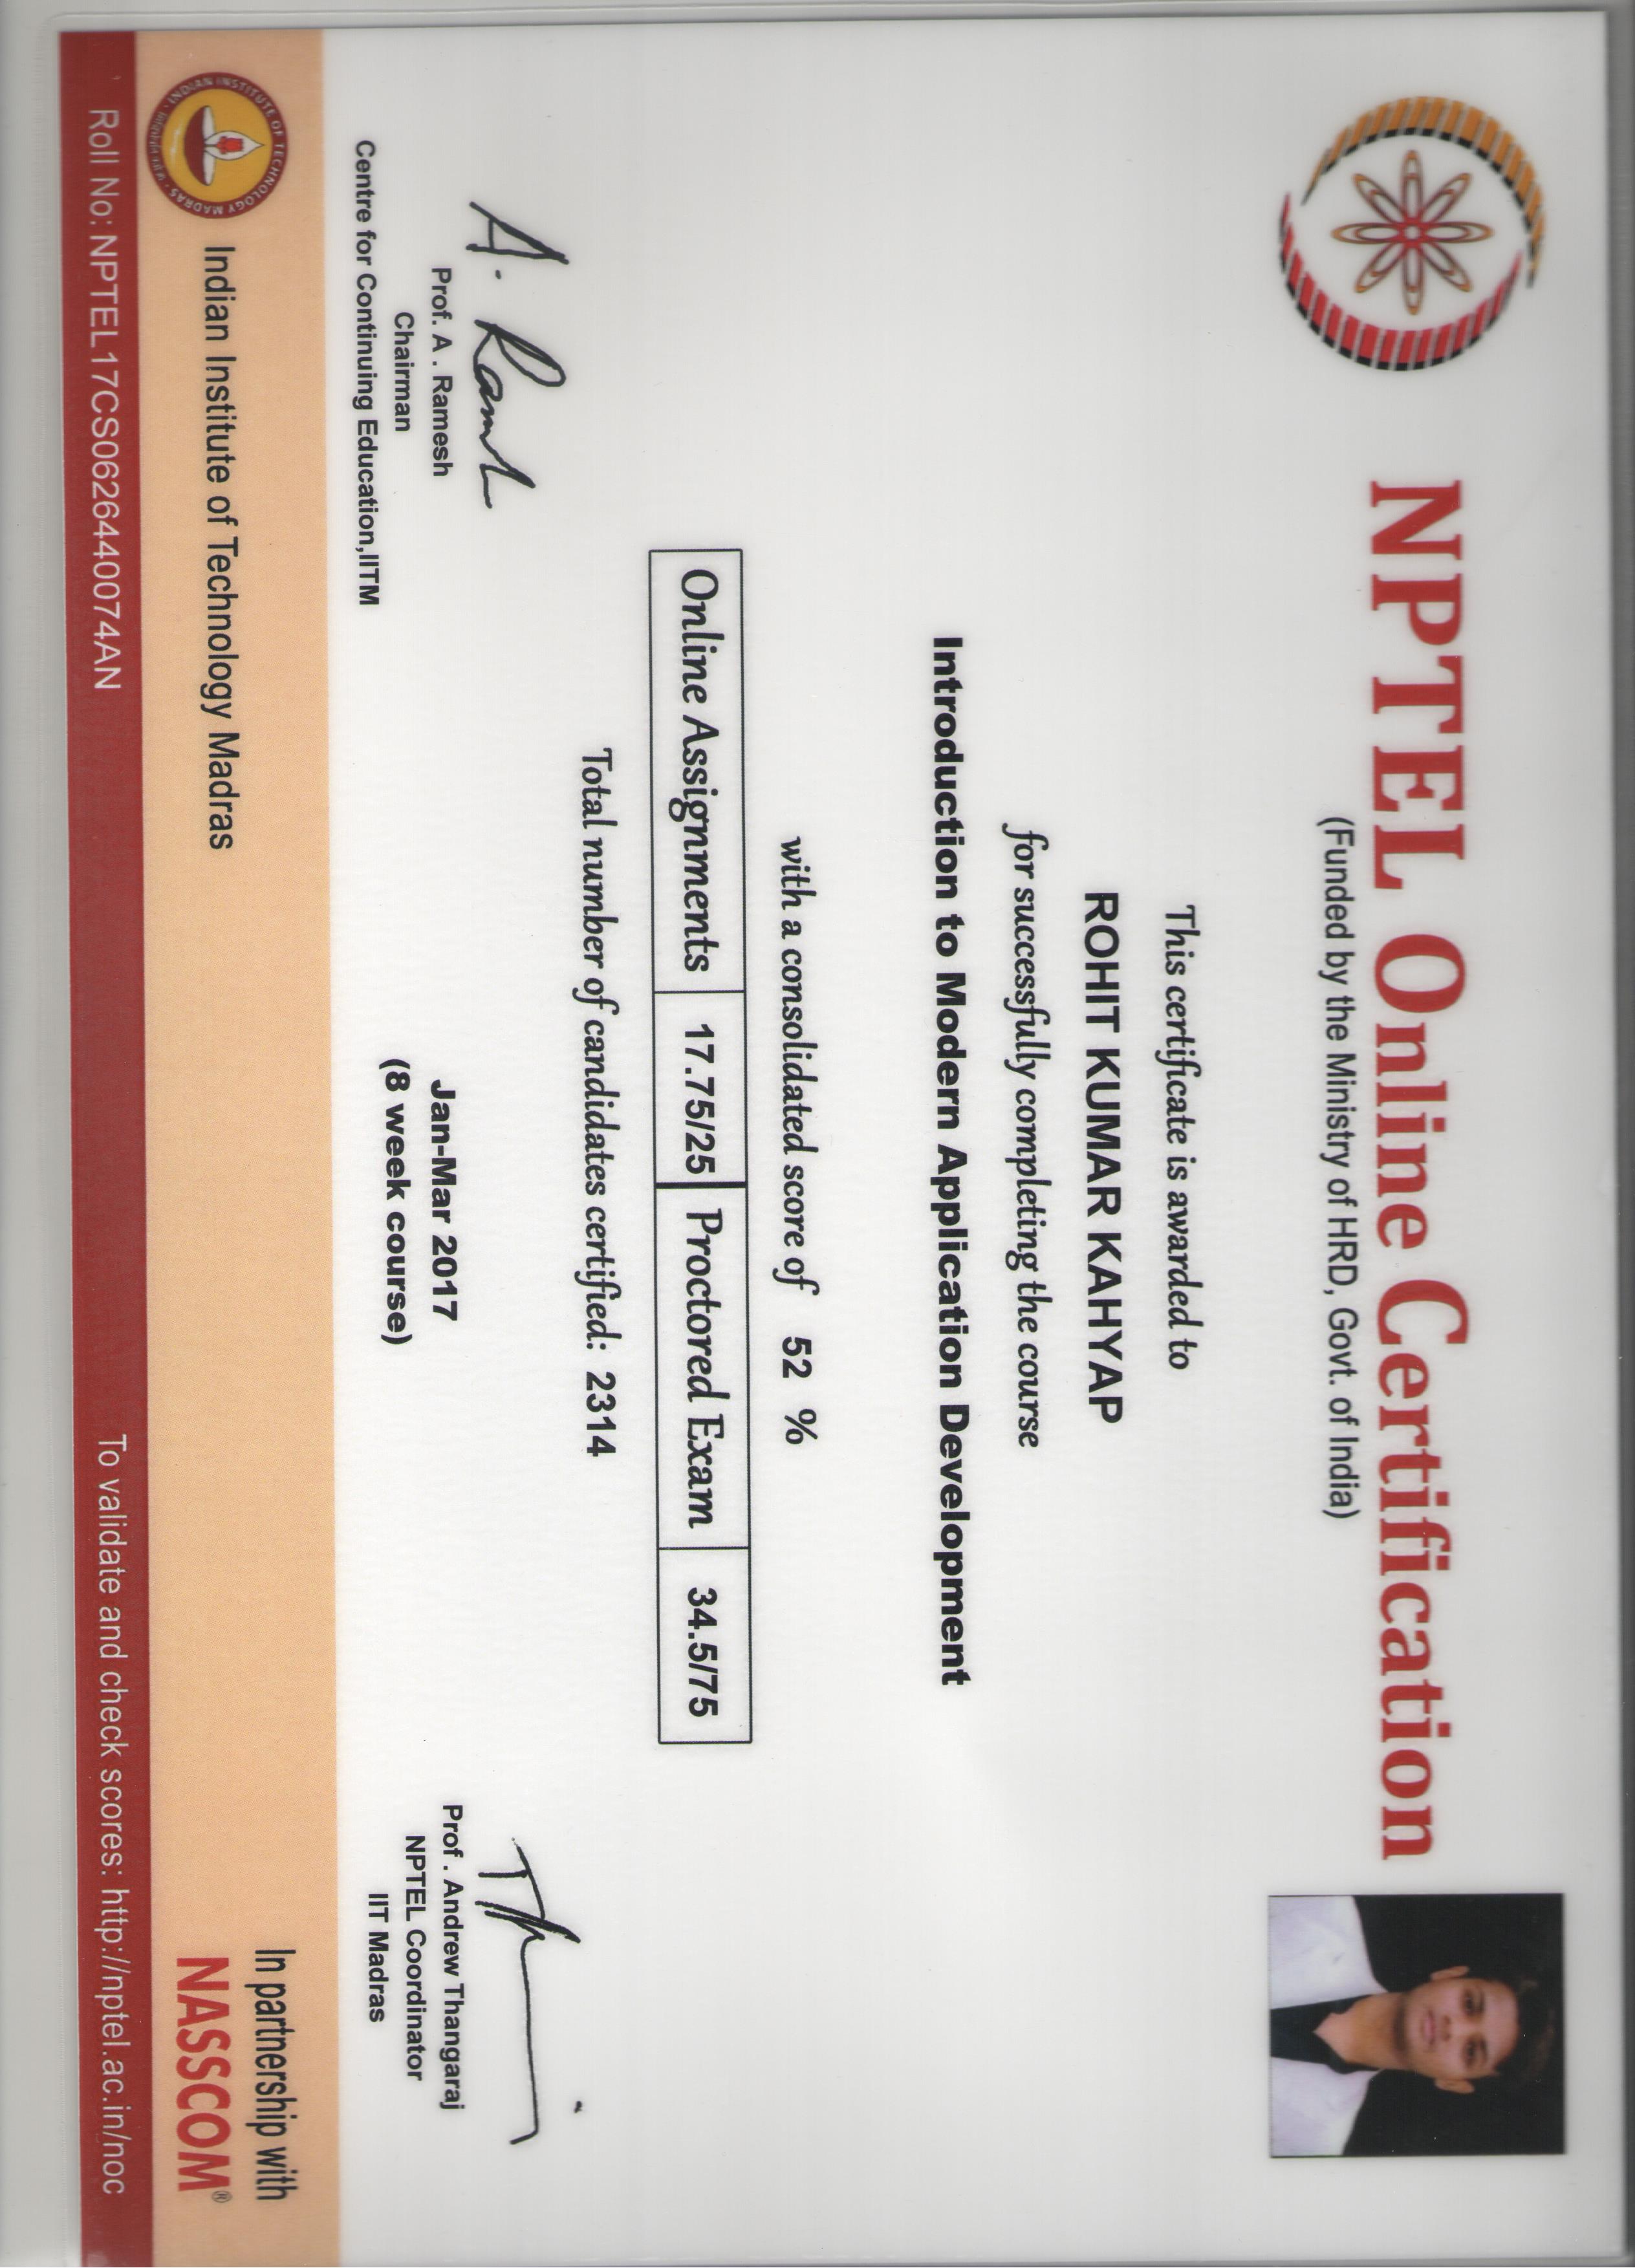 NPTEL Online Certification
(Funded by the Ministry of HRD, Govt. of India)
This certificate is awarded to
ROHIT KUMAR KAHYAP
for successfully completing the course
Introduction to Modern Application Development
with a consolidated score of 52 %
Online Assignments 17.75/25 Proctored Exam 34.5/75
Total number of candidates certified: 2314
A. Ramesh
Prof. A . Ramesh
Chairman
Centre for Continuing Education,IITM
Jan-Mar 2017
(8 week course)
Prof . Andrew Thangaraj
NPTEL Coordinator
IIT Madras
INDIAN INSTITUTE OF TECHNOLOGY MADRAS
Indian Institute of Technology Madras
In partnership with
NASSCOM®
Roll No: NPTEL17CS0626440074AN
To validate and check scores: http://nptel.ac.in/noc